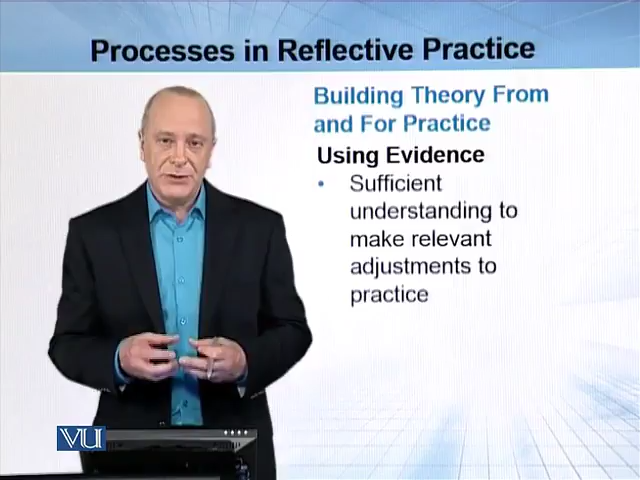 Processes in Reflective Practice
Building Theory From
and For Practice
Using Evidence
• Sufficient
understanding to
make relevant
adjustments to
practice
VU